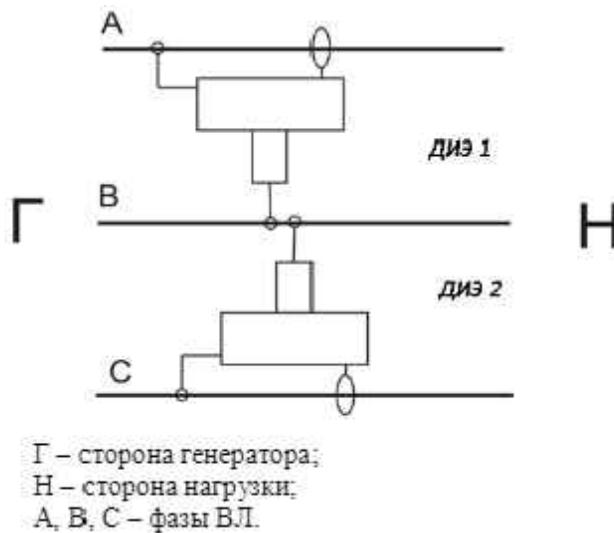 А
ДИЭ 1
Г
В
Н
ДИЭ 2
С
Г – сторона генератора;
Н – сторона нагрузки;
А, В, С – фазы ВЛ.